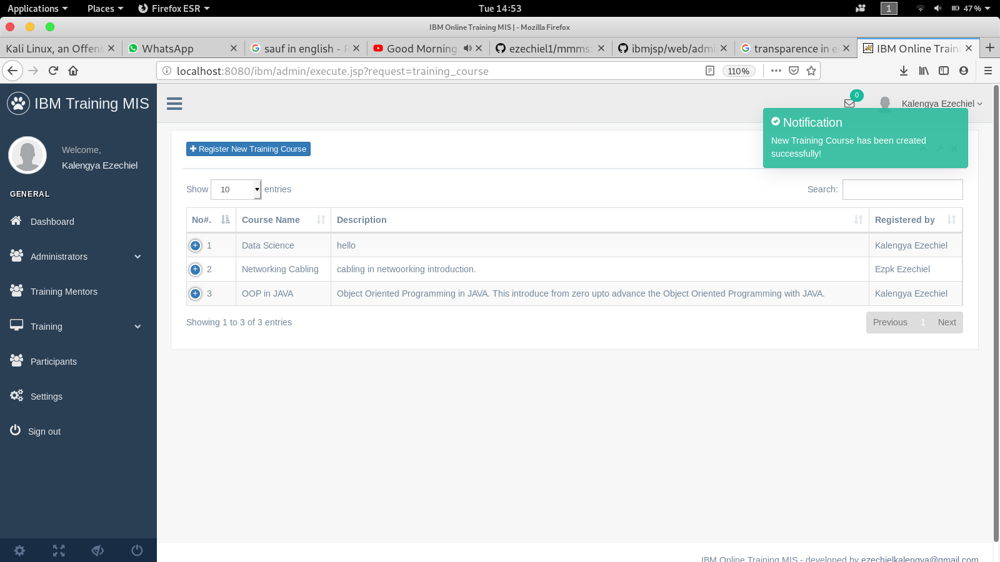 Applications Places Firefox ESR Tue 14:53 1 47 %
IBM Online Training MIS | - Mozilla Firefox
Kali Linux, an Offens WhatsApp sauf in english - Good Morning ezechiel1/mmms: ibmjsp/web/admi transparence in e IBM Online Traini
localhost:8080/ibm/admin/execute.jsp?request=training_course 110%
IBM Training MIS
0
Kalengya Ezechiel
Notification
New Training Course has been created
successfully!
Welcome,
Kalengya Ezechiel
GENERAL
Dashboard
Administrators
Training Mentors
Training
Participants
Settings
Sign out
Register New Training Course
Show 10 entries Search:
No#. Course Name Description Registered by
1 Data Science hello Kalengya Ezechiel
2 Networking Cabling cabling in netwoorking introduction. Ezpk Ezechiel
3 OOP in JAVA Object Oriented Programming in JAVA. This introduce from zero upto advance the Object Oriented Programming with JAVA. Kalengya Ezechiel
Showing 1 to 3 of 3 entries Previous 1 Next
IBM Online Training MIS - developed by ezechielkalengya@gmail.com